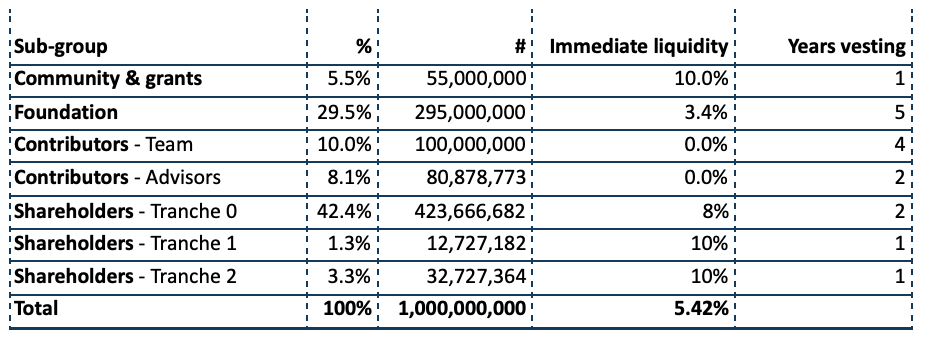 Sub-group % # Immediate liquidity Years vesting
Community & grants 5.5% 55,000,000 10.0% 1
Foundation 29.5% 295,000,000 3.4% 5
Contributors - Team 10.0% 100,000,000 0.0% 4
Contributors - Advisors 8.1% 80,878,773 0.0% 2
Shareholders - Tranche 0 42.4% 423,666,682 8% 2
Shareholders - Tranche 1 1.3% 12,727,182 10% 1
Shareholders - Tranche 2 3.3% 32,727,364 10% 1
Total 100% 1,000,000,000 5.42%